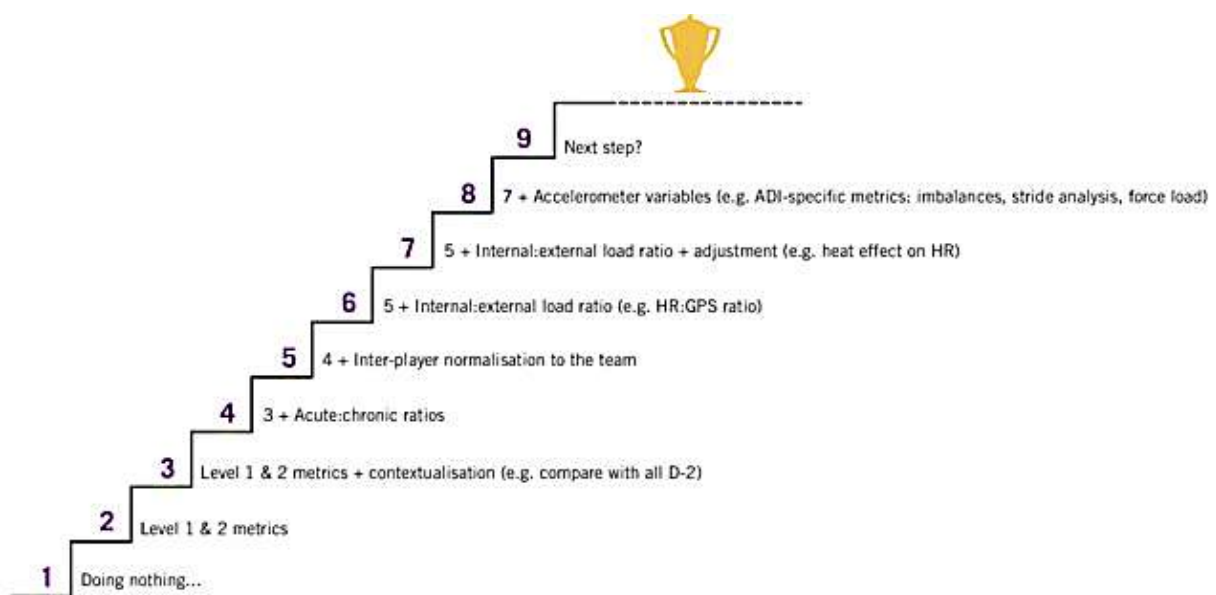 9 Next step?
8 7 + Accelerometer variables (e.g. ADI-specific metrics: imbalances, stride analysis, force load)
7 5 + Internal:external load ratio + adjustment (e.g. heat effect on HR)
6 5 + Internal:external load ratio (e.g. HR:GPS ratio)
5 4 + Inter-player normalisation to the team
4 3 + Acute:chronic ratios
3 Level 1 & 2 metrics + contextualisation (e.g. compare with all D-2)
2 Level 1 & 2 metrics
1 Doing nothing...